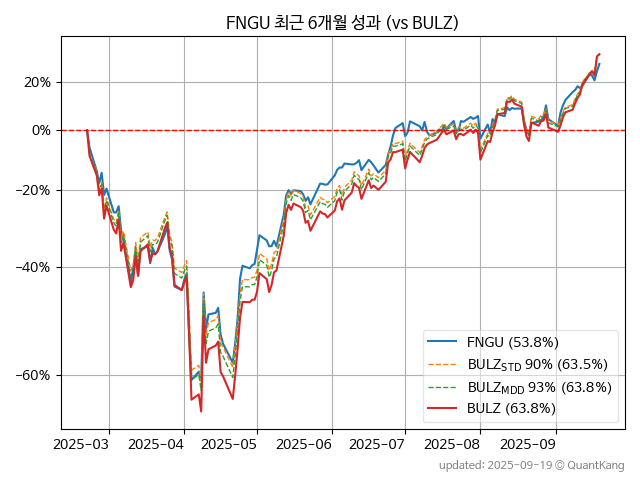 FNGU 최근 6개월 성과 (vs BULZ)
20%
0%
−20%
−40%
−60%
FNGU (53.8%)
BULZSTD 90% (63.5%)
BULZMDD 93% (63.8%)
BULZ (63.8%)
2025-03 2025-04 2025-05 2025-06 2025-07 2025-08 2025-09
updated: 2025-09-19 © QuantKang